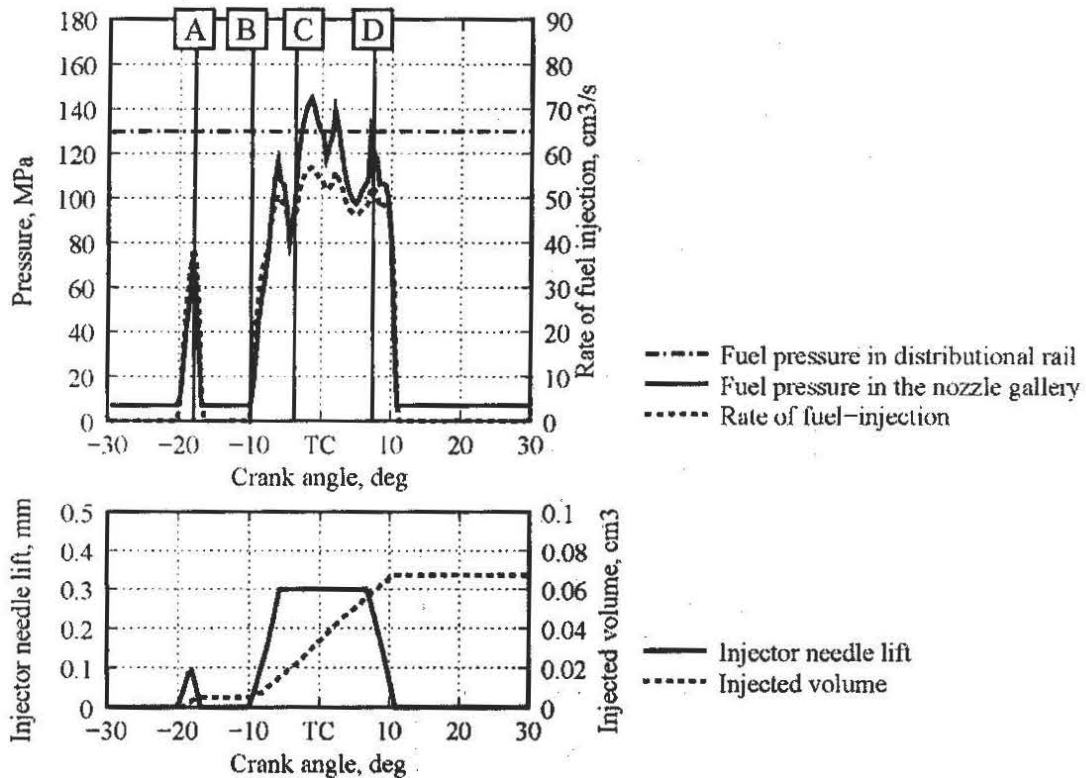 180
160
140
120
100
80
60
40
20
0
Pressure, MPa
A
B
C
D
90
80
70
60
50
40
30
20
10
0
Rate of fuel injection, cm3/s
−30 −20 −10 TC 10 20 30
Crank angle, deg
Fuel pressure in distributional rail
Fuel pressure in the nozzle gallery
Rate of fuel−injection
0.5
0.4
0.3
0.2
0.1
0
Injector needle lift, mm
0.1
0.08
0.06
0.04
0.02
0
Injected volume, cm3
−30 −20 −10 TC 10 20 30
Crank angle, deg
Injector needle lift
Injected volume